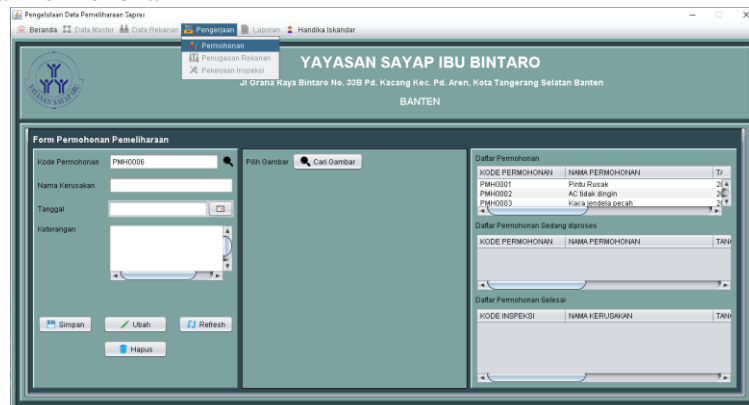 Pengelolaan Data Pemeliharaan Sapras
Beranda Data Master Data Rekanan Pengerjaan Laporan Handika Iskandar
Permohonan
Penugasan Rekanan
Pekerjaan Inspeksi
YAYASAN SAYAP IBU BINTARO
Jl Graha Raya Bintaro No. 33B Pd. Kacang Kec. Pd. Aren, Kota Tangerang Selatan Banten
BANTEN
Form Permohonan Pemeliharaan
Kode Permohonan PMH0006
Nama Kerusakan
Tanggal
Keterangan
Simpan Ubah Refresh
Hapus
Pilih Gambar Cari Gambar
Daftar Permohonan
KODE PERMOHONAN NAMA PERMOHONAN
PMH0001 Pintu Rusak
PMH0002 AC tidak dingin
PMH0003 Kaca jendela pecah
Daftar Permohonan Sedang diproses
KODE PERMOHONAN NAMA PERMOHONAN
Daftar Permohonan Selesai
KODE INSPEKSI NAMA KERUSAKAN